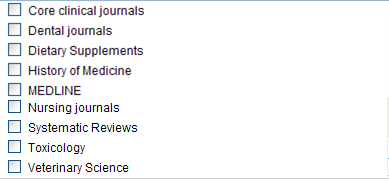 Core clinical journals
Dental journals
Dietary Supplements
History of Medicine
MEDLINE
Nursing journals
Systematic Reviews
Toxicology
Veterinary Science